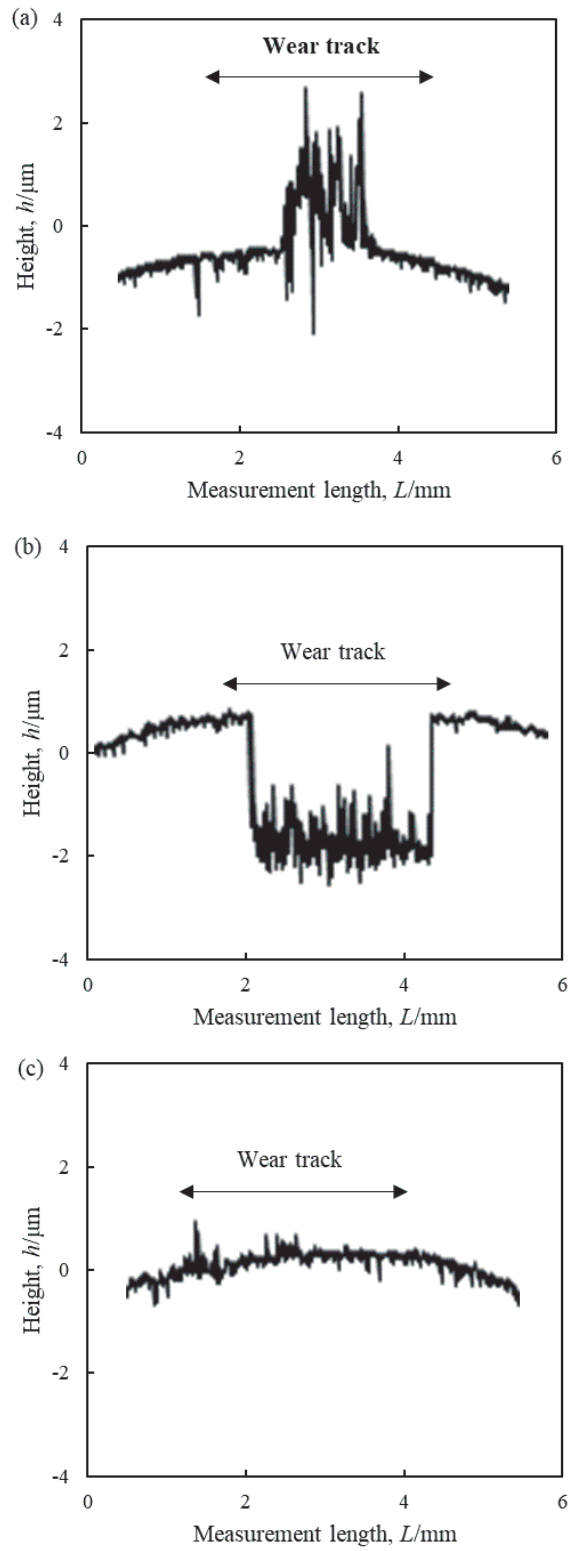 (a)
Wear track
4
2
0
-2
-4
Height, h/μm
0
2
4
6
Measurement length, L/mm
(b)
Wear track
4
2
0
-2
-4
Height, h/μm
0
2
4
6
Measurement length, L/mm
(c)
Wear track
4
2
0
-2
-4
Height, h/μm
0
2
4
6
Measurement length, L/mm